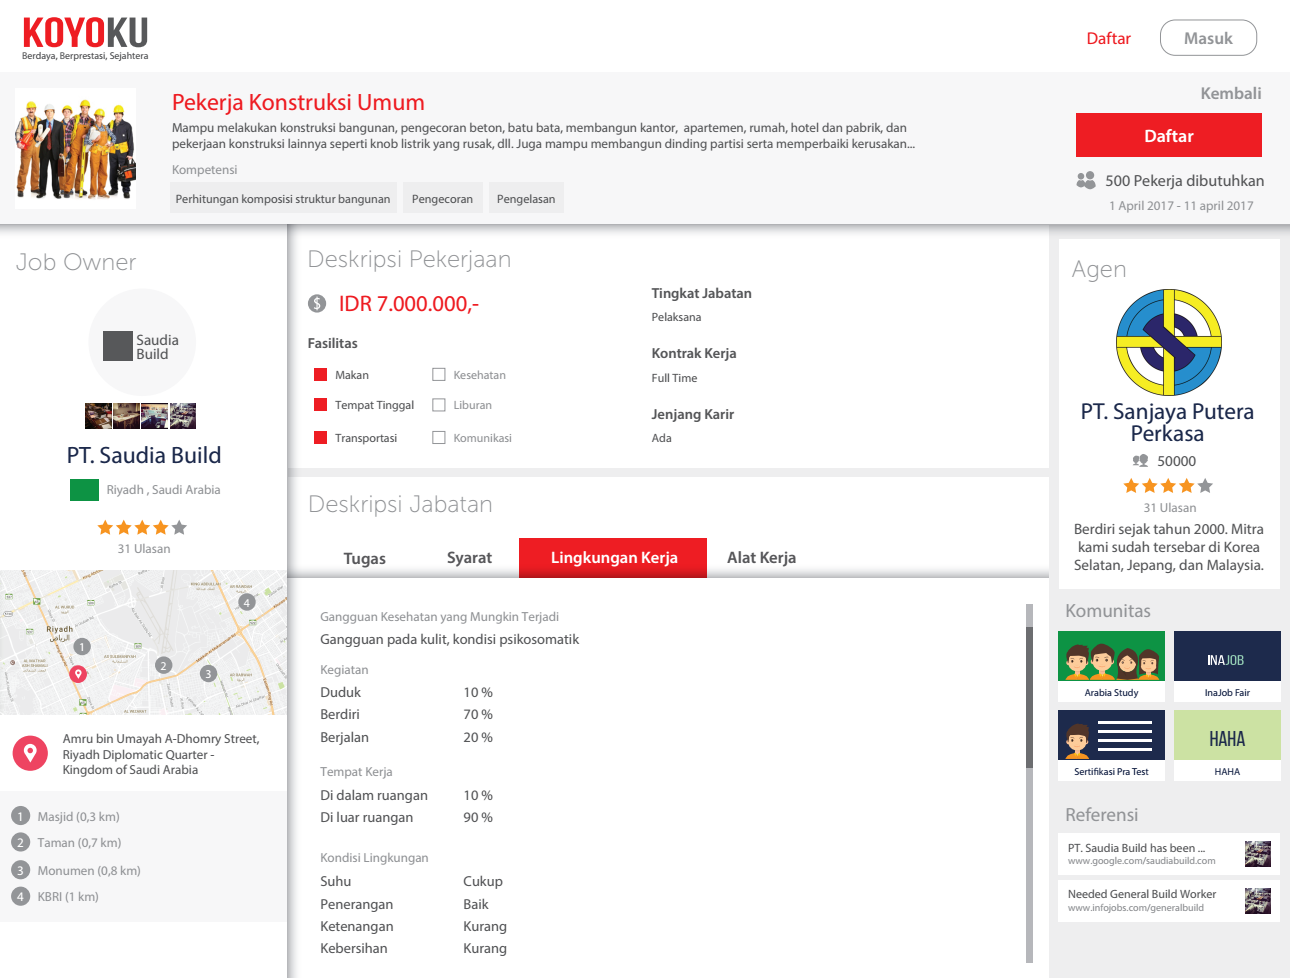 KOYOKU
Berdaya, Berprestasi, Sejahtera
Daftar
Masuk
Pekerja Konstruksi Umum
Mampu melakukan konstruksi bangunan, pengecoran beton, batu bata, membangun kantor, apartemen, rumah, hotel dan pabrik, dan
pekerjaan konstruksi lainnya seperti knob listrik yang rusak, dll. Juga mampu membangun dinding partisi serta memperbaiki kerusakan...
Kompetensi
Perhitungan komposisi struktur bangunan
Pengecoran
Pengelasan
Kembali
Daftar
500 Pekerja dibutuhkan
1 April 2017 - 11 april 2017
Job Owner
Saudia
Build
PT. Saudia Build
Riyadh , Saudi Arabia
31 Ulasan
Riyadh
الرياض
1
2
3
4
Amru bin Umayah A-Dhomry Street,
Riyadh Diplomatic Quarter -
Kingdom of Saudi Arabia
1 Masjid (0,3 km)
2 Taman (0,7 km)
3 Monumen (0,8 km)
4 KBRI (1 km)
Deskripsi Pekerjaan
$ IDR 7.000.000,-
Fasilitas
Makan
Kesehatan
Tempat Tinggal
Liburan
Transportasi
Komunikasi
Tingkat Jabatan
Pelaksana
Kontrak Kerja
Full Time
Jenjang Karir
Ada
Deskripsi Jabatan
Tugas
Syarat
Lingkungan Kerja
Alat Kerja
Gangguan Kesehatan yang Mungkin Terjadi
Gangguan pada kulit, kondisi psikosomatik
Kegiatan
Duduk 10 %
Berdiri 70 %
Berjalan 20 %
Tempat Kerja
Di dalam ruangan 10 %
Di luar ruangan 90 %
Kondisi Lingkungan
Suhu Cukup
Penerangan Baik
Ketenangan Kurang
Kebersihan Kurang
Agen
PT. Sanjaya Putera
Perkasa
50000
31 Ulasan
Berdiri sejak tahun 2000. Mitra
kami sudah tersebar di Korea
Selatan, Jepang, dan Malaysia.
Komunitas
Arabia Study
INAJOB
InaJob Fair
Sertifikasi Pra Test
HAHA
HAHA
Referensi
PT. Saudia Build has been ...
www.google.com/saudiabuild.com
Needed General Build Worker
www.infojobs.com/generalbuild